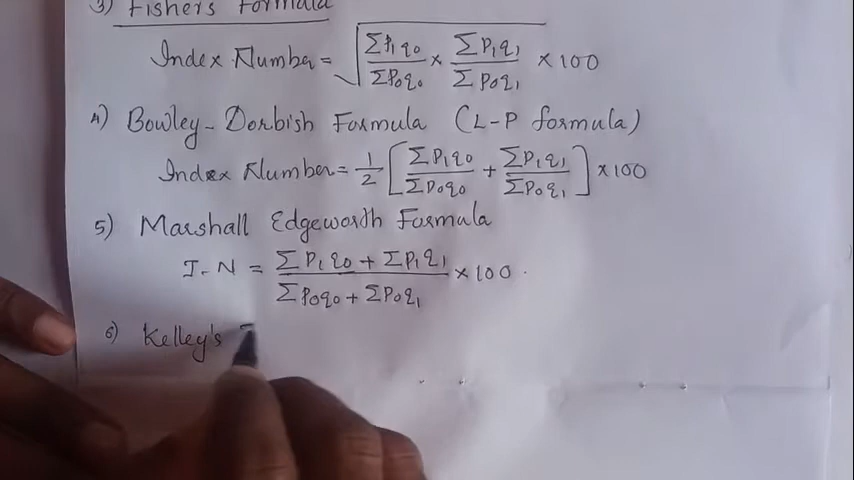 3) Fishers Formula
Index Number = √ΣP₁q₀/ΣP₀q₀ × ΣP₁q₁/ΣP₀q₁ × 100
4) Bowley - Dorbish Formula (L-P formula)
Index Number = 1/2 [ΣP₁q₀/ΣP₀q₀ + ΣP₁q₁/ΣP₀q₁] × 100
5) Marshall Edgeworth Formula
I.N = ΣP₁q₀ + ΣP₁q₁ / ΣP₀q₀ + ΣP₀q₁ × 100.
6) Kelley's